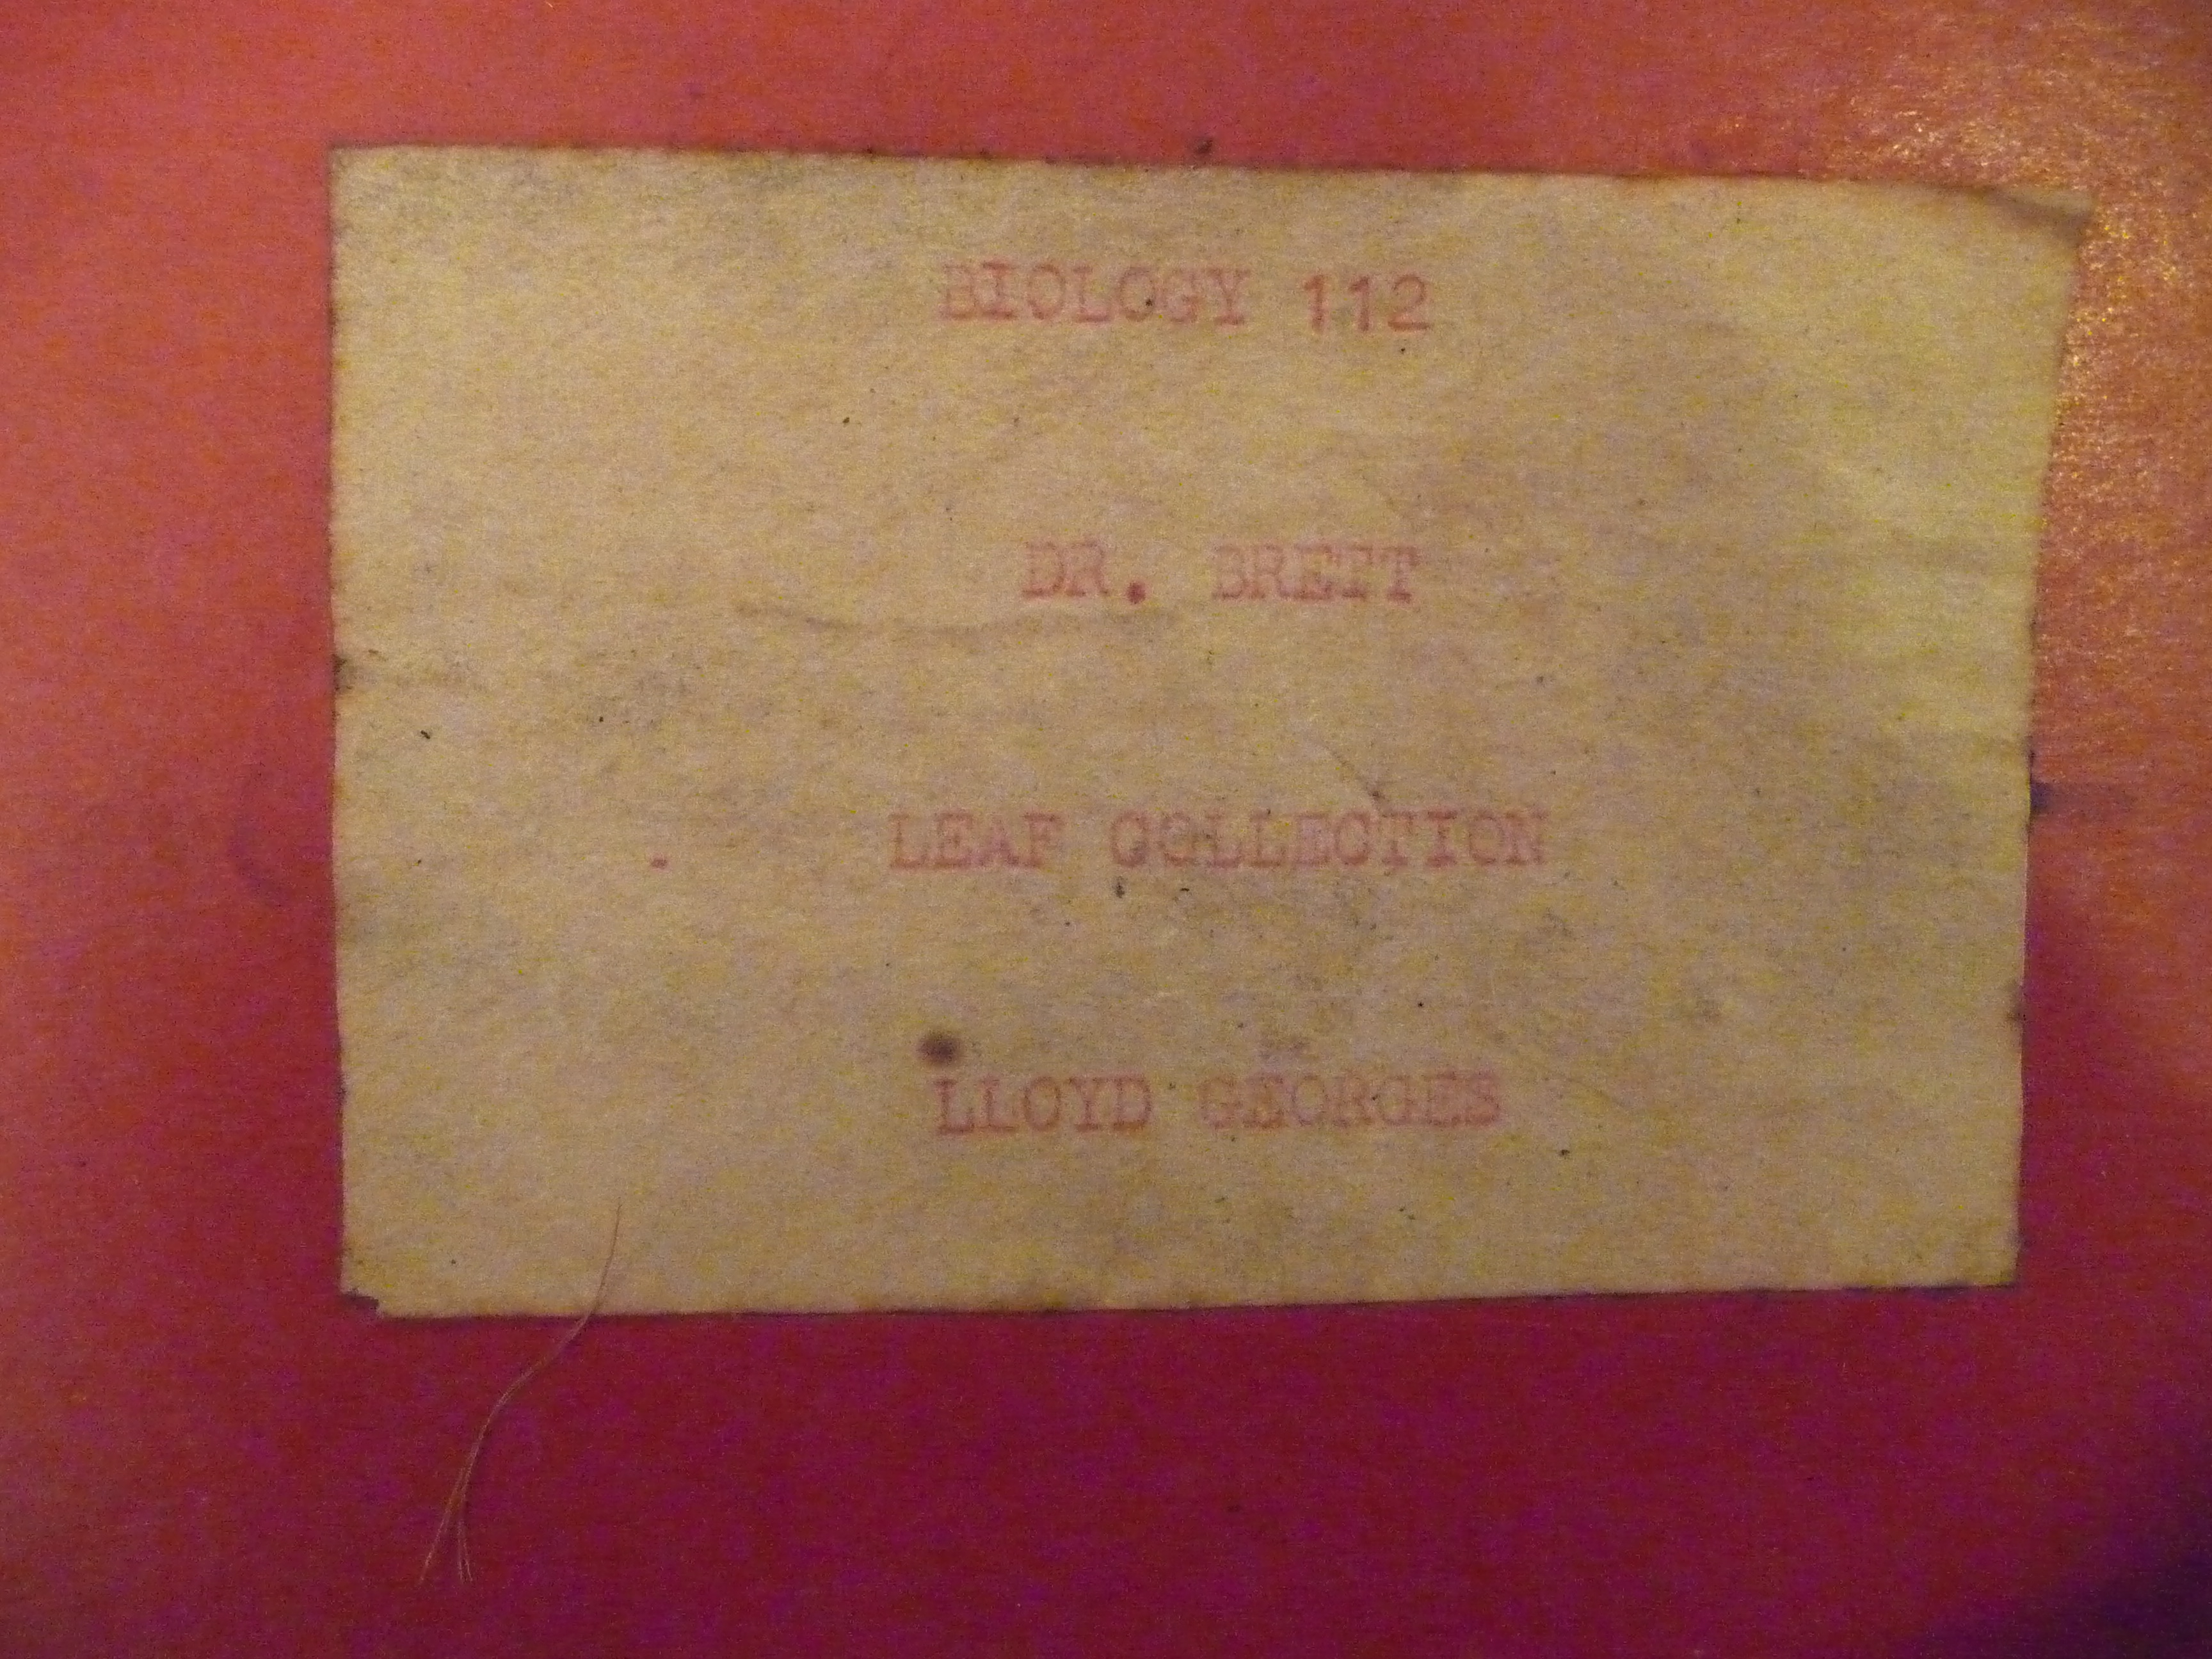 BIOLOGY 112
DR. BRETT
LEAF COLLECTION
LLOYD GEORGES